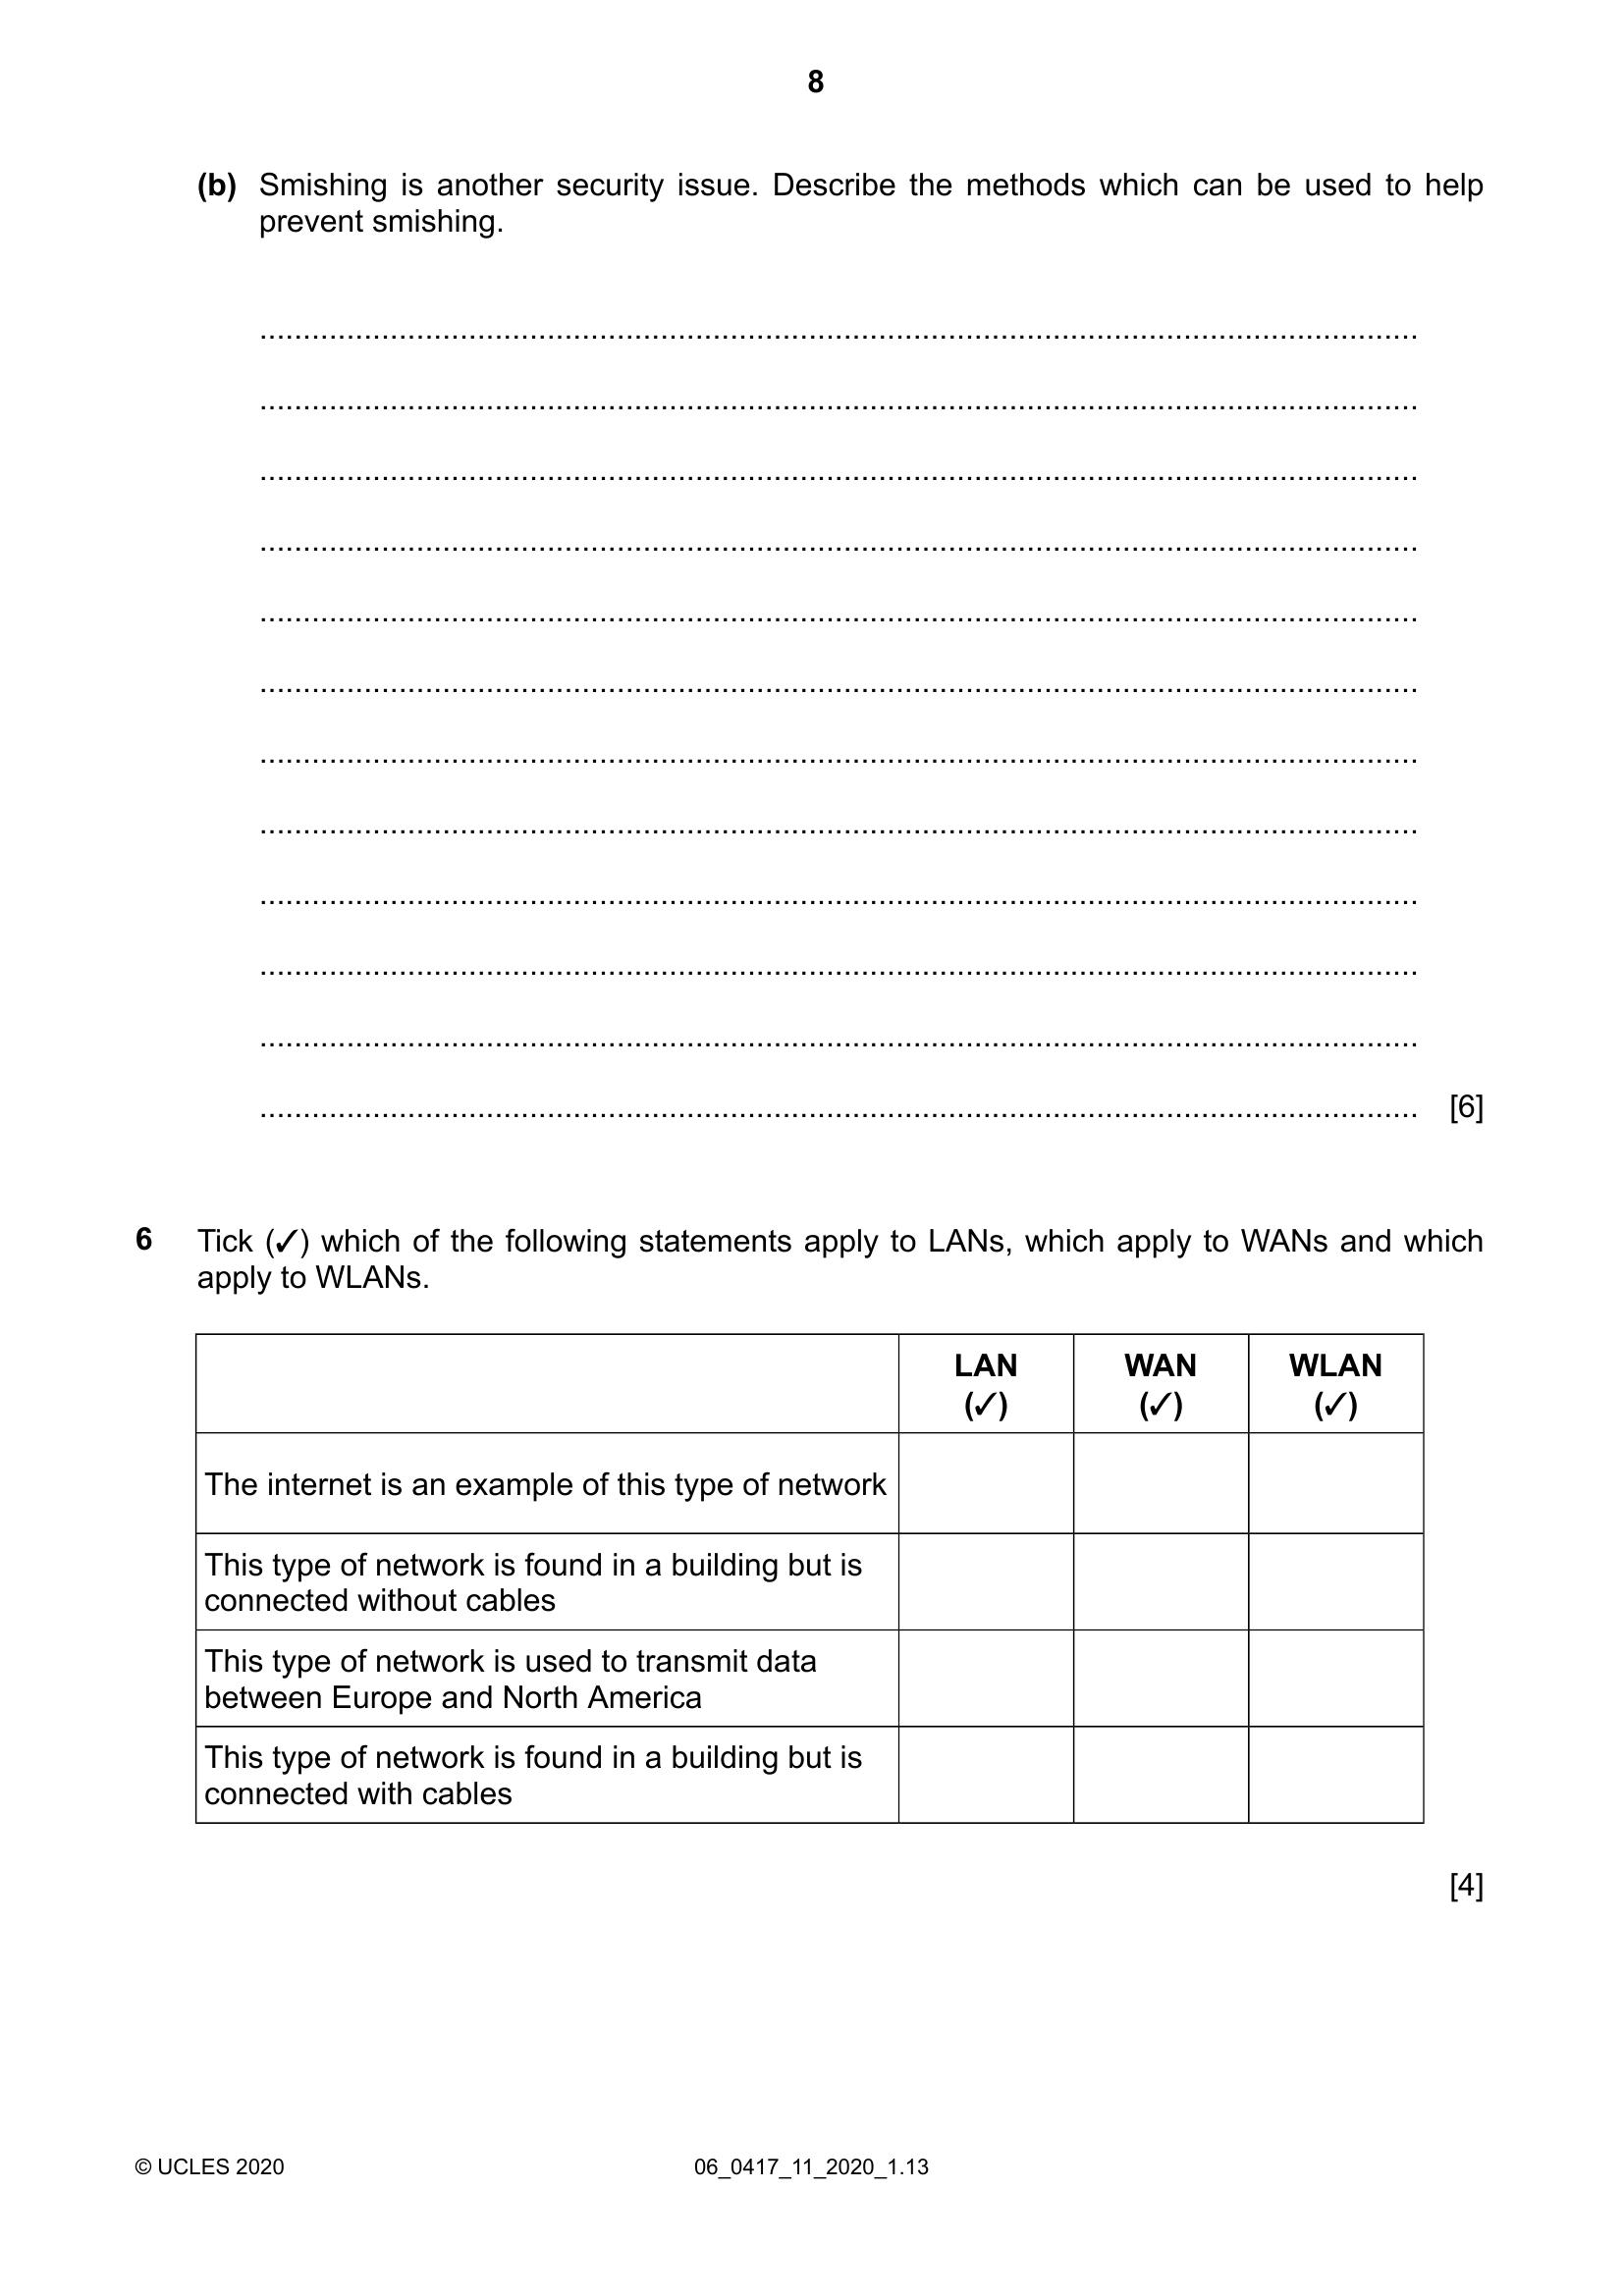 8
(b) Smishing is another security issue. Describe the methods which can be used to help
prevent smishing.
..........................................................................................................................................
..........................................................................................................................................
..........................................................................................................................................
..........................................................................................................................................
..........................................................................................................................................
..........................................................................................................................................
..........................................................................................................................................
..........................................................................................................................................
..........................................................................................................................................
..........................................................................................................................................
..........................................................................................................................................
.......................................................................................................................................... [6]
6 Tick (✓) which of the following statements apply to LANs, which apply to WANs and which
apply to WLANs.
LAN WAN WLAN
(✓) (✓) (✓)
The internet is an example of this type of network
This type of network is found in a building but is
connected without cables
This type of network is used to transmit data
between Europe and North America
This type of network is found in a building but is
connected with cables
[4]
© UCLES 2020 06_0417_11_2020_1.13